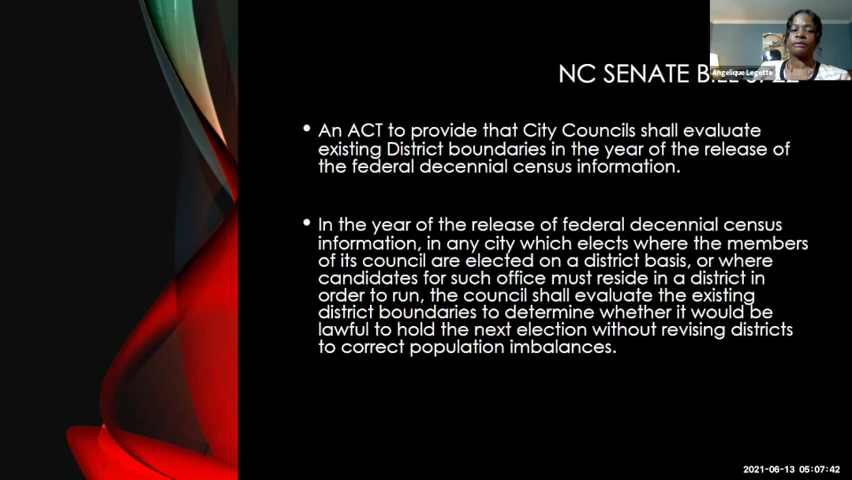 NC SENATE
Angelique Legette
• An ACT to provide that City Councils shall evaluate
existing District boundaries in the year of the release of
the federal decennial census information.
• In the year of the release of federal decennial census
information, in any city which elects where the members
of its council are elected on a district basis, or where
candidates for such office must reside in a district in
order to run, the council shall evaluate the existing
district boundaries to determine whether it would be
lawful to hold the next election without revising districts
to correct population imbalances.
2021-06-13 05:07:42